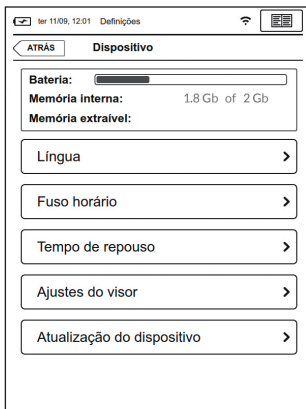 ter 11/09, 12:01 Definições
ATRÁS Dispositivo
Bateria:
Memória interna: 1.8 Gb of 2 Gb
Memória extraível:
Língua
Fuso horário
Tempo de repouso
Ajustes do visor
Atualização do dispositivo